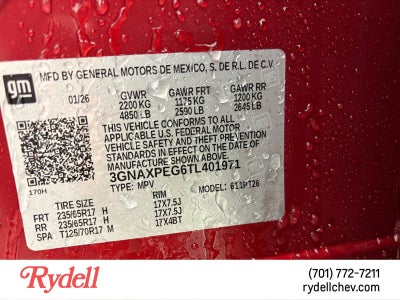 gm
MFD BY GENERAL MOTORS DE MEXICO, S. DE R.L. DE C.V.
01/26
GVWR GAWR FRT GAWR RR
2200 KG 1175 KG 1200 KG
4850 LB 2590 LB 2645 LB
THIS VEHICLE CONFORMS TO ALL APPLICABLE U.S. FEDERAL MOTOR
VEHICLE SAFETY AND THEFT PREVENTION
STANDARDS IN EFFECT ON THE DATE OF
MANUFACTURE SHOWN ABOVE.
3GNAXPEG6TL401971
170H
TYPE: MPV MODEL: 611PT26
TIRE SIZE RIM
FRT 235/65R17 H 17X7.5J
RR 235/65R17 H 17X7.5J
SPA T125/70R17 M 17X4BT
Rydell
(701) 772-7211
rydellchev.com